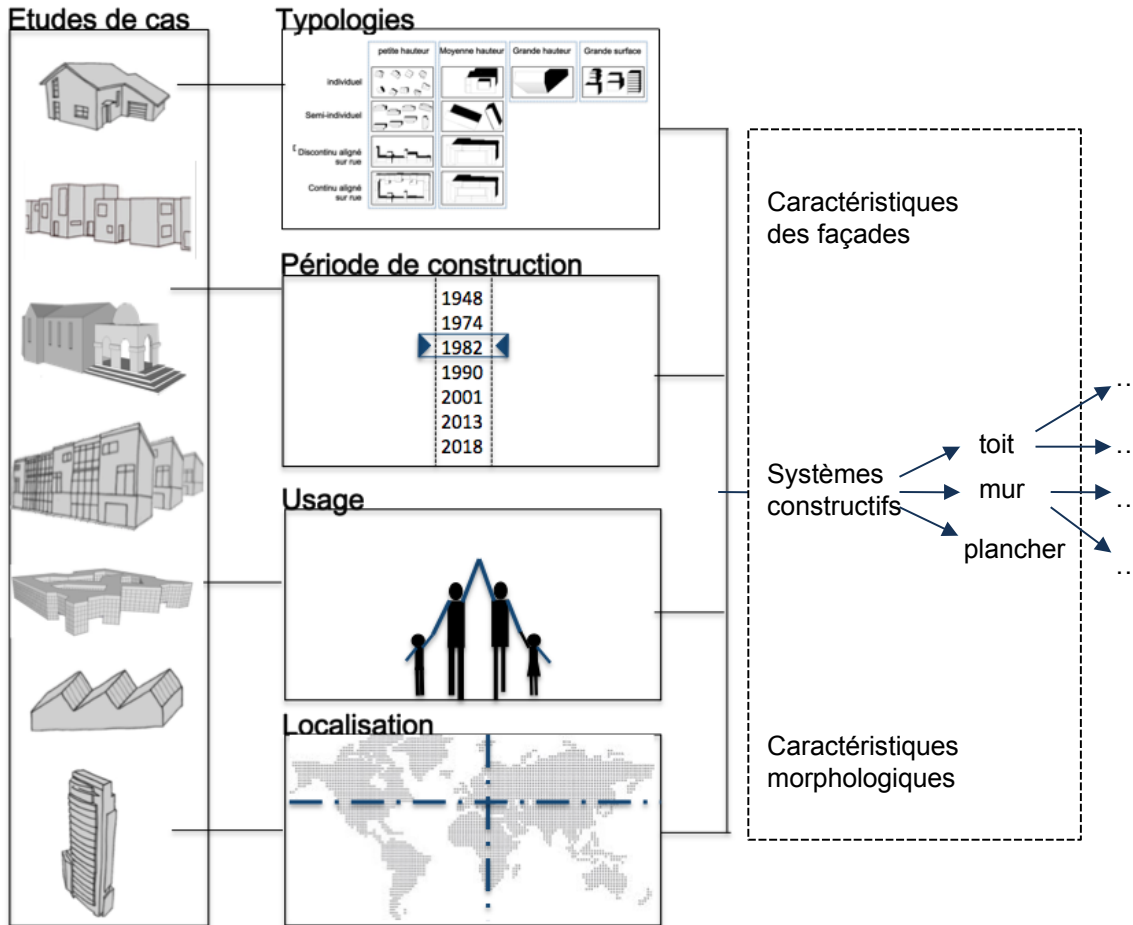 Etudes de cas
Typologies
petite hauteur
Moyenne hauteur
Grande hauteur
Grande surface
individuel
Semi-individuel
Discontinu aligné
sur rue
Continu aligné
sur rue
Période de construction
1948
1974
1982
1990
2001
2013
2018
Usage
Localisation
Caractéristiques
des façades
Systèmes
constructifs
toit
mur
plancher
..
..
..
..
Caractéristiques
morphologiques